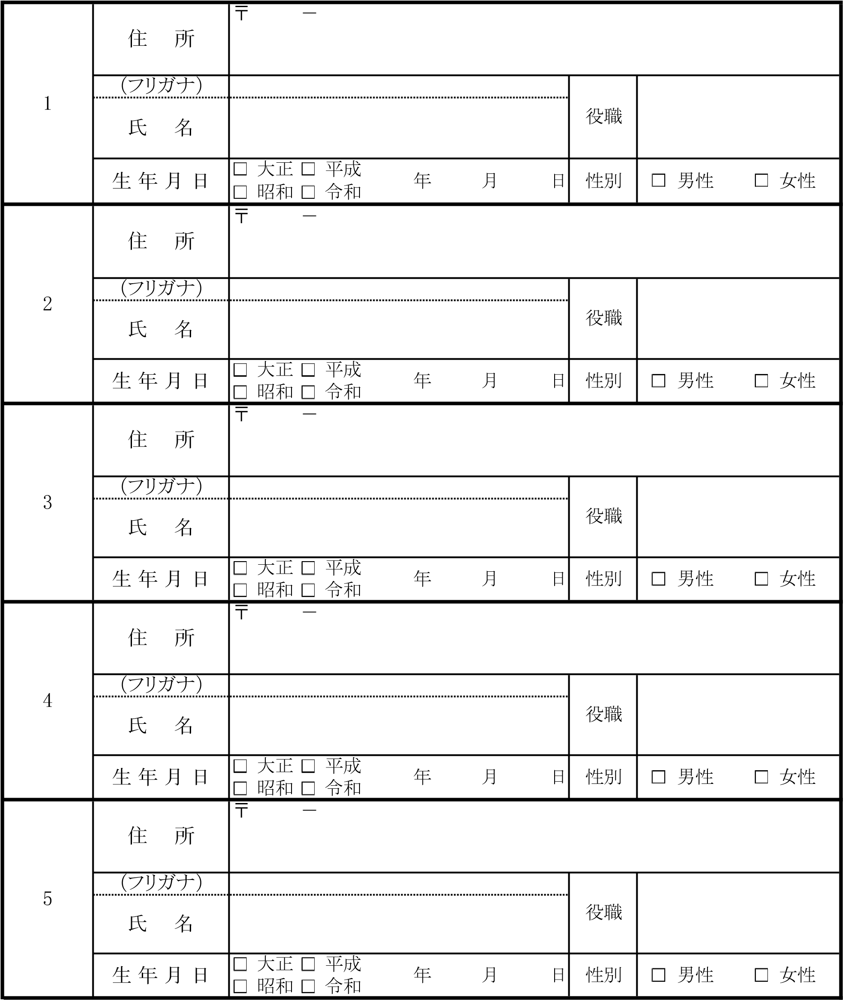 〒　　　－
住　所
(フリガナ)
1
役職
氏　名
□ 大正 □ 平成
生年月日　年　月　日　性別　□ 男性　□ 女性
□ 昭和 □ 令和
〒　　　－
住　所
(フリガナ)
2
役職
氏　名
□ 大正 □ 平成
生年月日　年　月　日　性別　□ 男性　□ 女性
□ 昭和 □ 令和
〒　　　－
住　所
(フリガナ)
3
役職
氏　名
□ 大正 □ 平成
生年月日　年　月　日　性別　□ 男性　□ 女性
□ 昭和 □ 令和
〒　　　－
住　所
(フリガナ)
4
役職
氏　名
□ 大正 □ 平成
生年月日　年　月　日　性別　□ 男性　□ 女性
□ 昭和 □ 令和
〒　　　－
住　所
(フリガナ)
5
役職
氏　名
□ 大正 □ 平成
生年月日　年　月　日　性別　□ 男性　□ 女性
□ 昭和 □ 令和